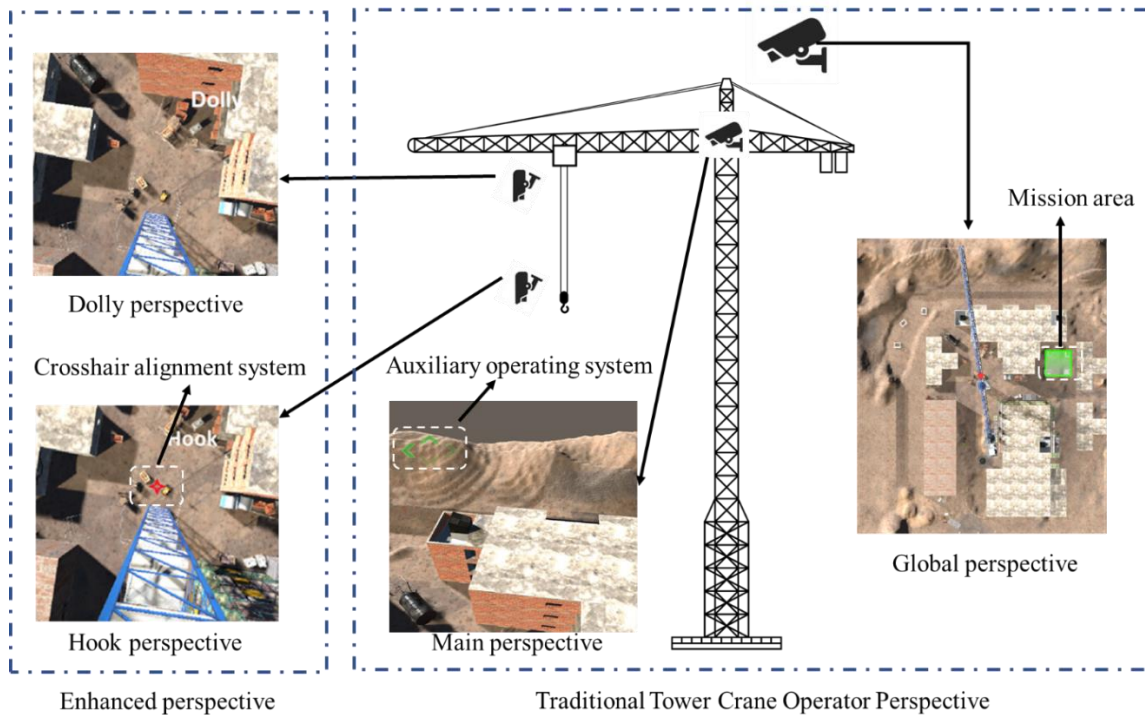 Dolly
Dolly perspective
Crosshair alignment system
Hook
Hook perspective
Enhanced perspective
Auxiliary operating system
Main perspective
Mission area
Global perspective
Traditional Tower Crane Operator Perspective